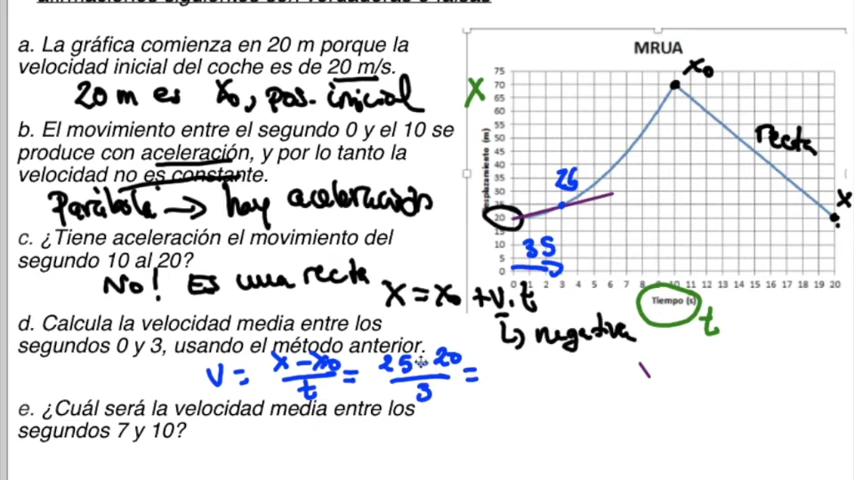 afirmaciones siguientes son verdaderas o falsas
a. La gráfica comienza en 20 m porque la
velocidad inicial del coche es de 20 m/s.
20 m es x₀, pos. inicial
b. El movimiento entre el segundo 0 y el 10 se
produce con aceleración, y por lo tanto la
velocidad no es constante.
Parábola → hay aceleración
c. ¿Tiene aceleración el movimiento del
segundo 10 al 20?
No! Es una recta
x = x₀ + v.t
↳ negativa
d. Calcula la velocidad media entre los
segundos 0 y 3, usando el método anterior.
v = (x - x₀)/t = (25 - 20)/3 =
e. ¿Cuál será la velocidad media entre los
segundos 7 y 10?
MRUA
x
splazamiento (m)
75
70
65
60
55
50
45
40
35
30
25
20
15
10
5
0
x₀
recta
x
0 1 2 3 4 5 6 7 8 9 10 11 12 13 14 15 16 17 18 19 20
Tiempo (s)
t